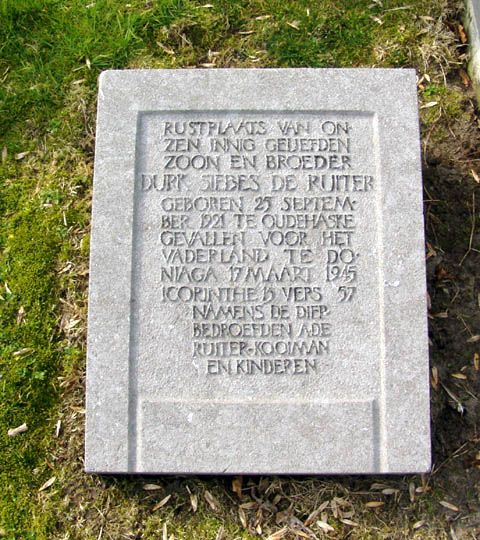 RUSTPLAATS VAN ON-
ZEN INNIG GELIEFDEN
ZOON EN BROEDER
DURK SIEBES DE RUITER
GEBOREN 25 SEPTEM-
BER 1921 TE OUDEHASKE
GEVALLEN VOOR HET
VADERLAND TE DO-
NIAGA 17 MAART 1945
1 CORINTHE 15 VERS 57
NAMENS DE DIEP-
BEDROEFDEN A.DE
RUITER-KOOIMAN
EN KINDEREN